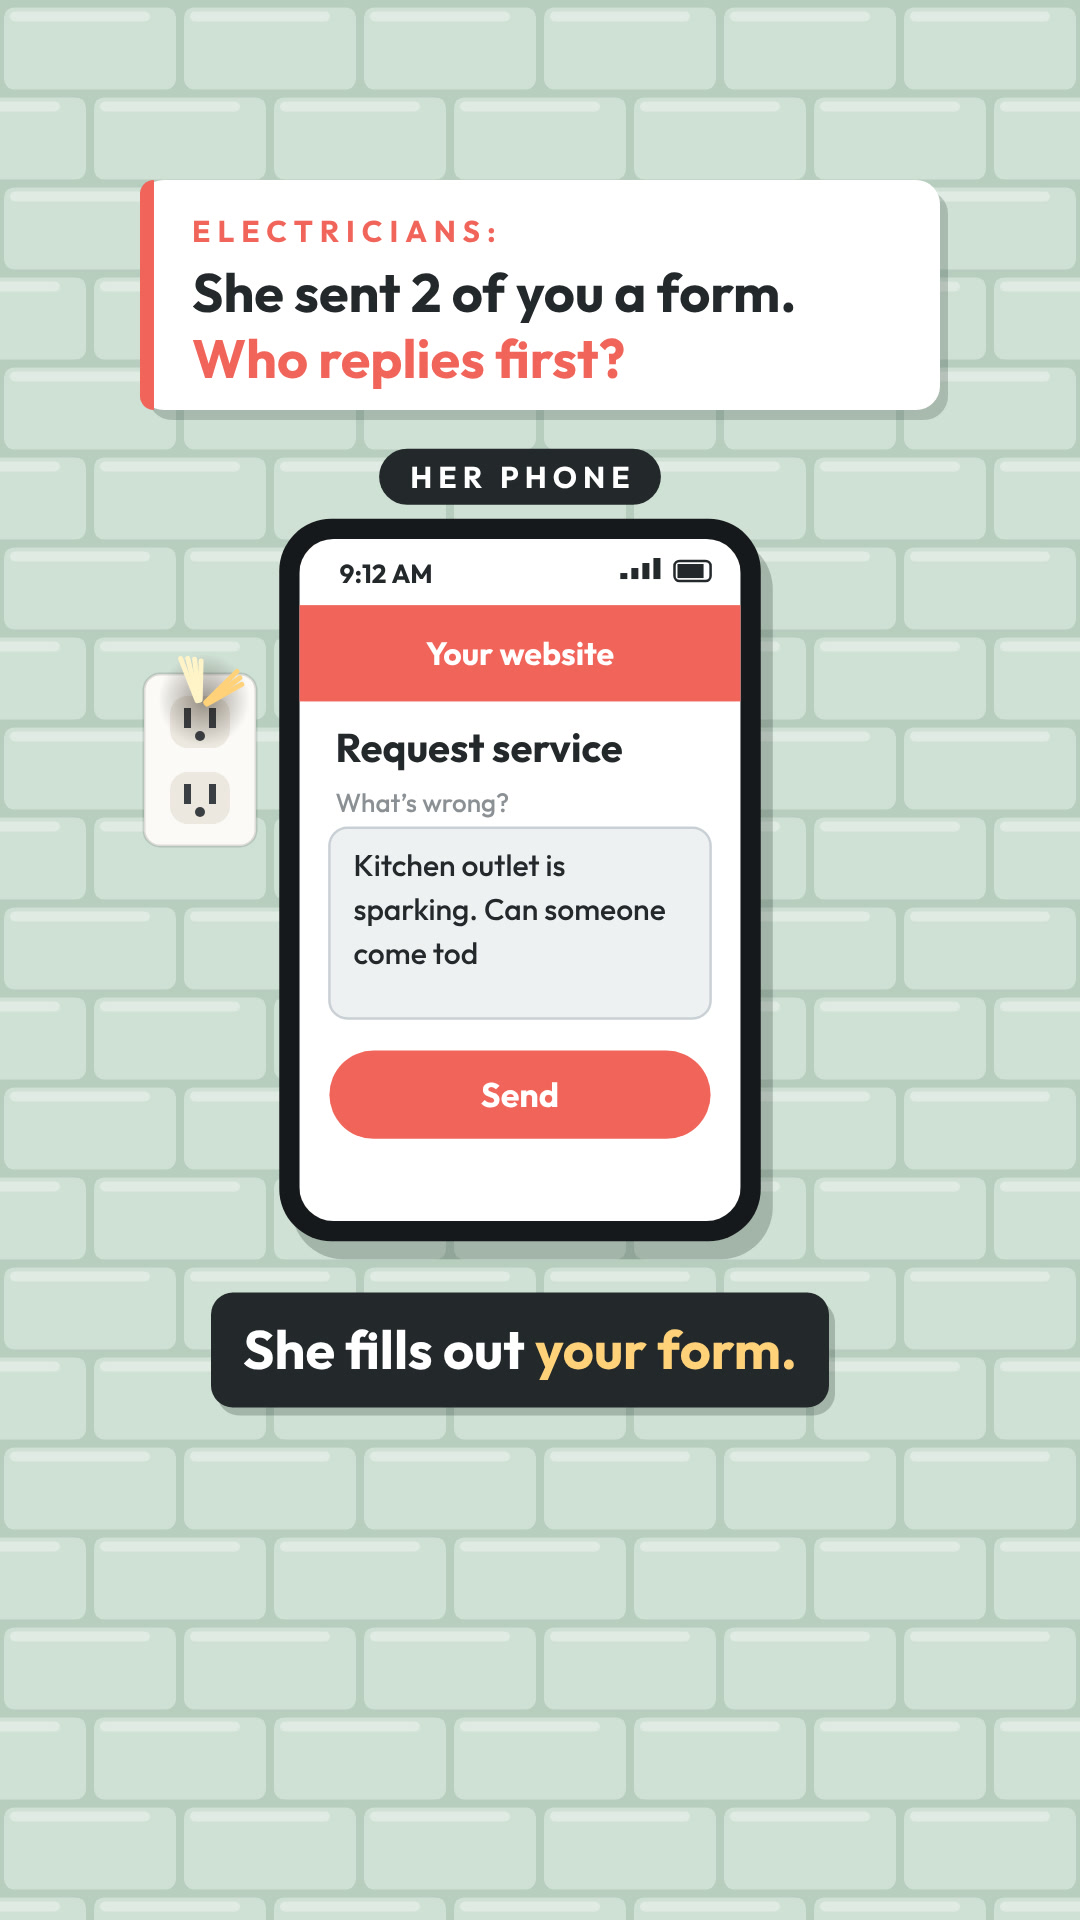 ELECTRICIANS:
She sent 2 of you a form.
Who replies first?
HER PHONE
9:12 AM
Your website
Request service
What’s wrong?
Kitchen outlet is
sparking. Can someone
come tod
Send
She fills out your form.